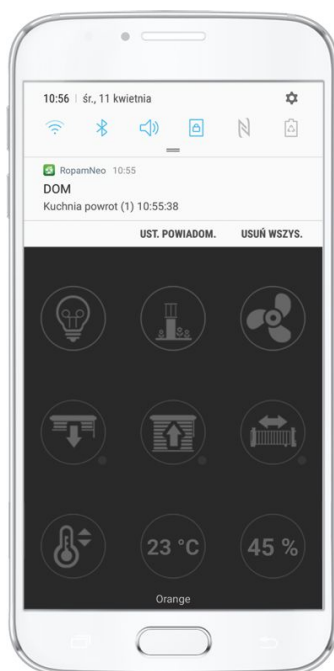 10:56 | śr., 11 kwietnia
RopamNeo 10:55
DOM
Kuchnia powrot (1) 10:55:38
UST. POWIADOM. USUŃ WSZYS.
23 °C
45 %
Orange